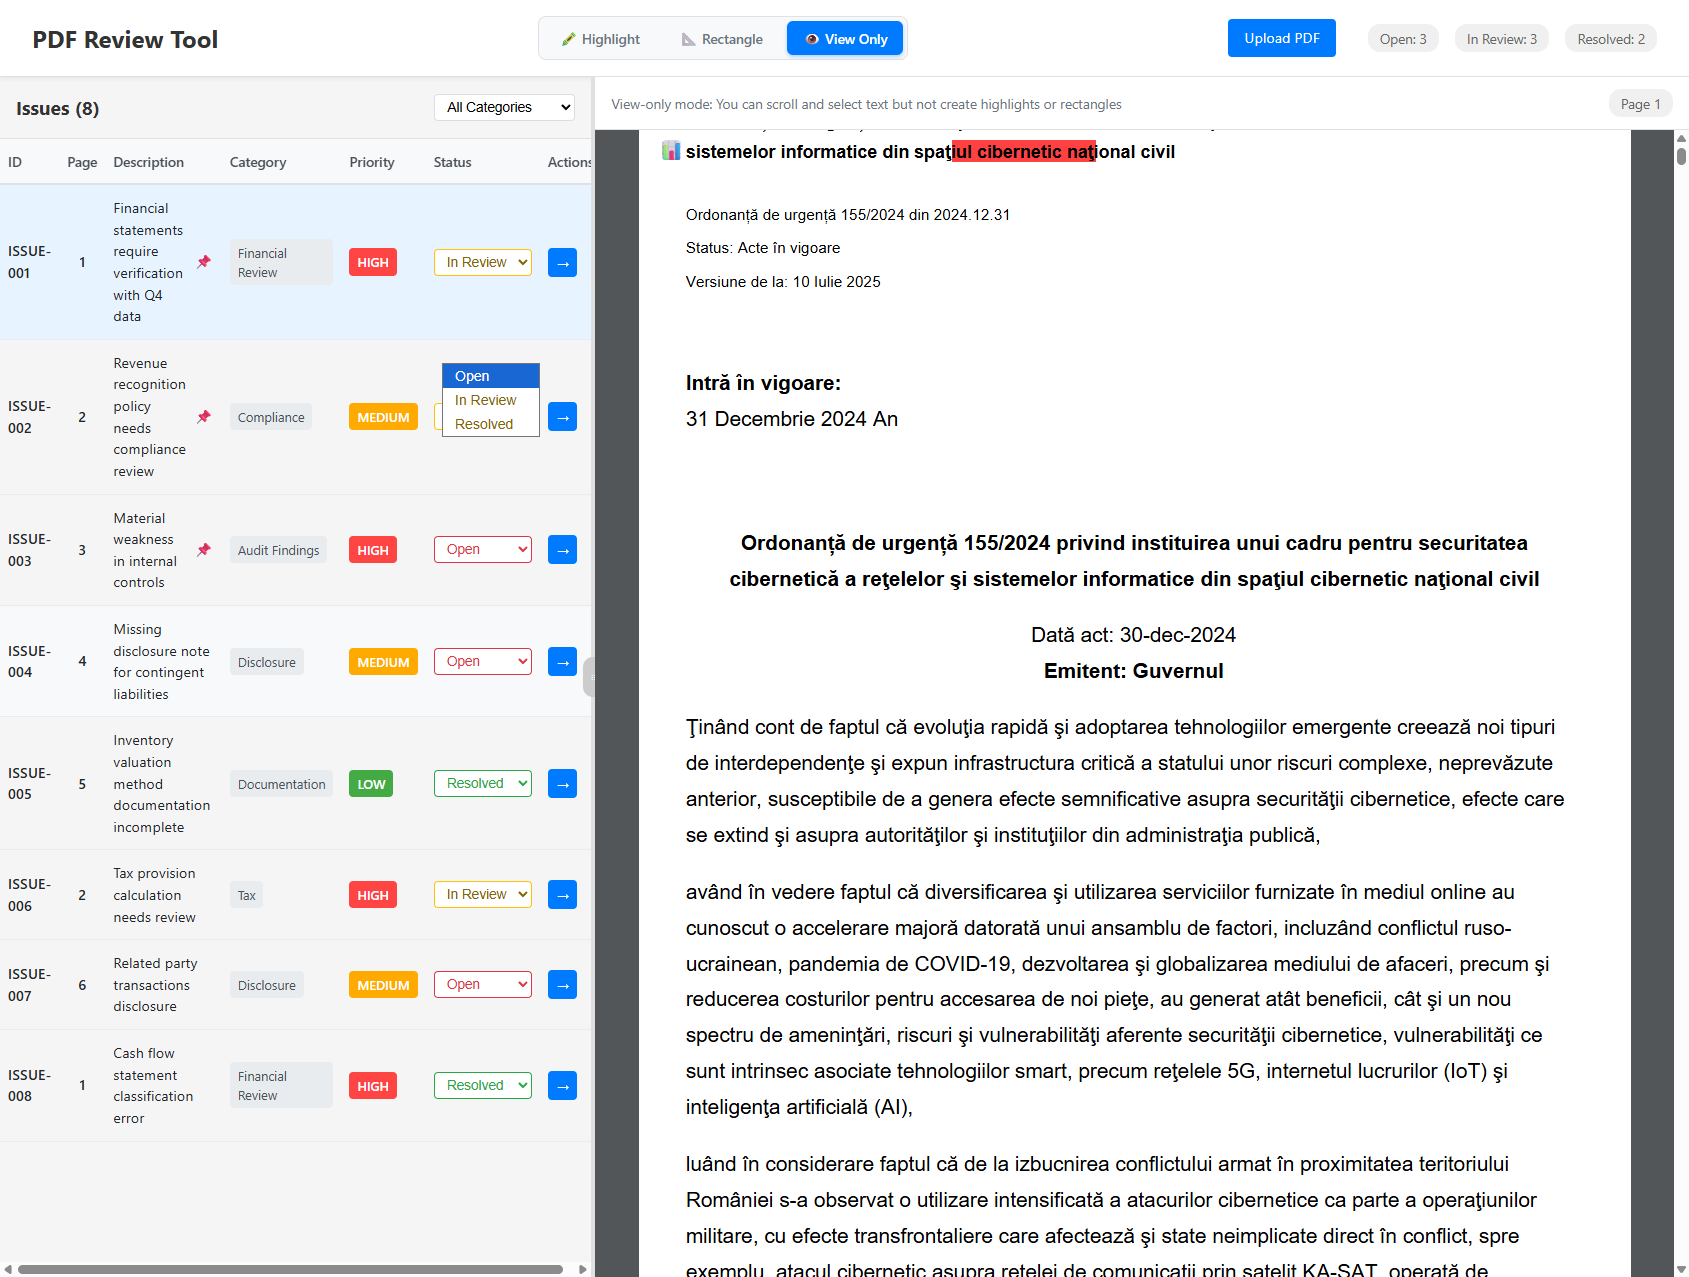 PDF Review Tool
Highlight
Rectangle
View Only
Upload PDF
Open: 3
In Review: 3
Resolved: 2
Issues (8)
All Categories
ID Page Description Category Priority Status Actions
ISSUE-
001
1
Financial
statements
require
verification
with Q4
data
Financial
Review
HIGH
In Review
→
ISSUE-
002
2
Revenue
recognition
policy
needs
compliance
review
Compliance
MEDIUM
Open
In Review
Resolved
→
ISSUE-
003
3
Material
weakness
in internal
controls
Audit Findings
HIGH
Open
→
ISSUE-
004
4
Missing
disclosure note
for contingent
liabilities
Disclosure
MEDIUM
Open
→
ISSUE-
005
5
Inventory
valuation
method
documentation
incomplete
Documentation
LOW
Resolved
→
ISSUE-
006
2
Tax provision
calculation
needs review
Tax
HIGH
In Review
→
ISSUE-
007
6
Related party
transactions
disclosure
Disclosure
MEDIUM
Open
→
ISSUE-
008
1
Cash flow
statement
classification
error
Financial
Review
HIGH
Resolved
→
View-only mode: You can scroll and select text but not create highlights or rectangles
Page 1
sistemelor informatice din spaţiul cibernetic naţional civil
Ordonanţă de urgenţă 155/2024 din 2024.12.31
Status: Acte în vigoare
Versiune de la: 10 Iulie 2025
Intră în vigoare:
31 Decembrie 2024 An
Ordonanță de urgență 155/2024 privind instituirea unui cadru pentru securitatea
cibernetică a reţelelor şi sistemelor informatice din spaţiul cibernetic naţional civil
Dată act: 30-dec-2024
Emitent: Guvernul
Ţinând cont de faptul că evoluţia rapidă şi adoptarea tehnologiilor emergente creează noi tipuri
de interdependenţe şi expun infrastructura critică a statului unor riscuri complexe, neprevăzute
anterior, susceptibile de a genera efecte semnificative asupra securităţii cibernetice, efecte care
se extind şi asupra autorităţilor şi instituţiilor din administraţia publică,
având în vedere faptul că diversificarea şi utilizarea serviciilor furnizate în mediul online au
cunoscut o accelerare majoră datorată unui ansamblu de factori, incluzând conflictul ruso-
ucrainean, pandemia de COVID-19, dezvoltarea şi globalizarea mediului de afaceri, precum şi
reducerea costurilor pentru accesarea de noi pieţe, au generat atât beneficii, cât şi un nou
spectru de ameninţări, riscuri şi vulnerabilităţi aferente securităţii cibernetice, vulnerabilităţi ce
sunt intrinsec asociate tehnologiilor smart, precum reţelele 5G, internetul lucrurilor (IoT) şi
inteligenţa artificială (AI),
luând în considerare faptul că de la izbucnirea conflictului armat în proximitatea teritoriului
României s-a observat o utilizare intensificată a atacurilor cibernetice ca parte a operaţiunilor
militare, cu efecte transfrontaliere care afectează şi state neimplicate direct în conflict, spre
exemplu, atacul cibernetic asupra reţelei de comunicaţii prin satelit KA-SAT, operată de